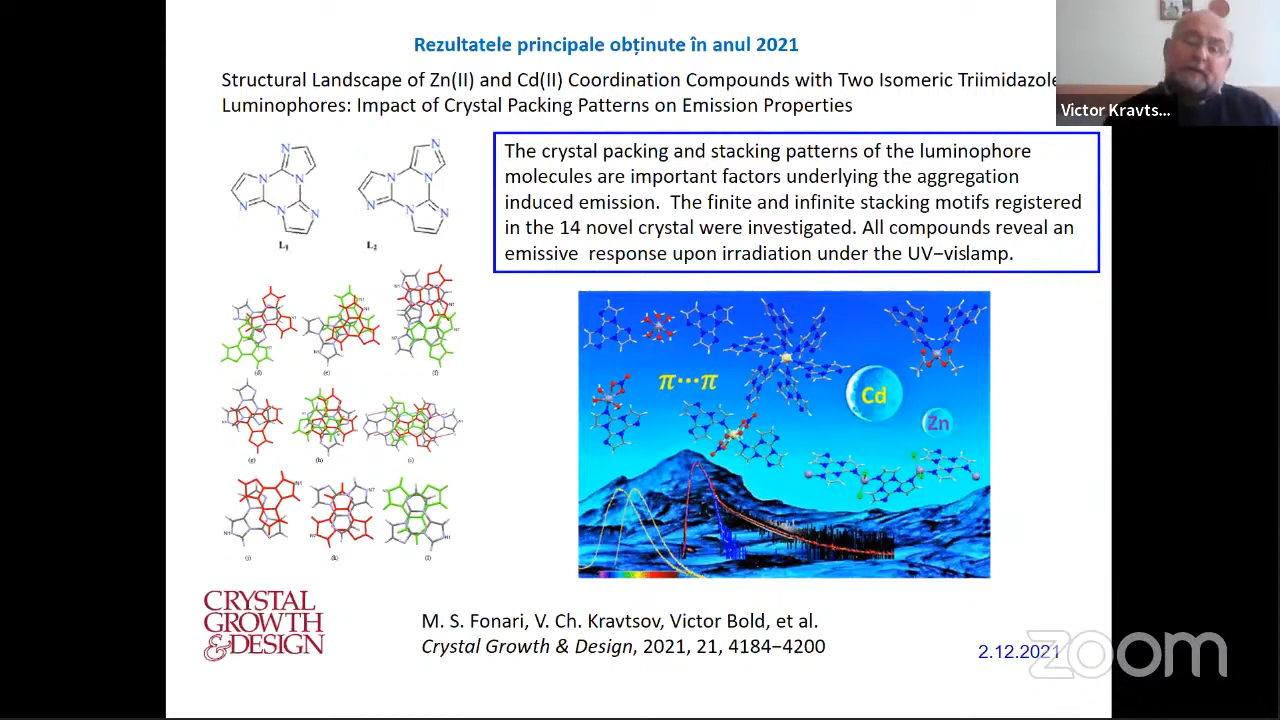 Rezultatele principale obținute în anul 2021
Structural Landscape of Zn(II) and Cd(II) Coordination Compounds with Two Isomeric Triimidazole
Luminophores: Impact of Crystal Packing Patterns on Emission Properties
Victor Kravts...
The crystal packing and stacking patterns of the luminophore
molecules are important factors underlying the aggregation
induced emission. The finite and infinite stacking motifs registered
in the 14 novel crystal were investigated. All compounds reveal an
emissive response upon irradiation under the UV−vislamp.
N N
N N N N
N N N N N N
L1 L2
(d) (e) (f)
(g) (h) (i)
(k) (l)
π···π
Cd
Zn
CRYSTAL
GROWTH
&DESIGN
M. S. Fonari, V. Ch. Kravtsov, Victor Bold, et al.
Crystal Growth & Design, 2021, 21, 4184−4200
2.12.2021
zoom